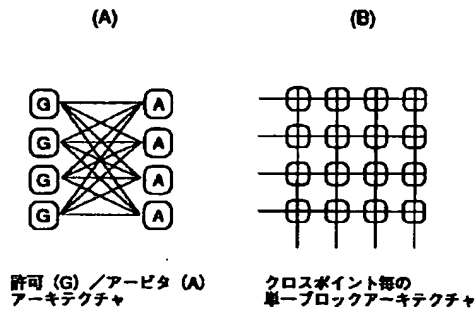 (A)
(B)
G A
G A
G A
G A
許可 (G) ／アービタ (A)
アーキテクチャ
クロスポイント毎の
単一ブロックアーキテクチャ